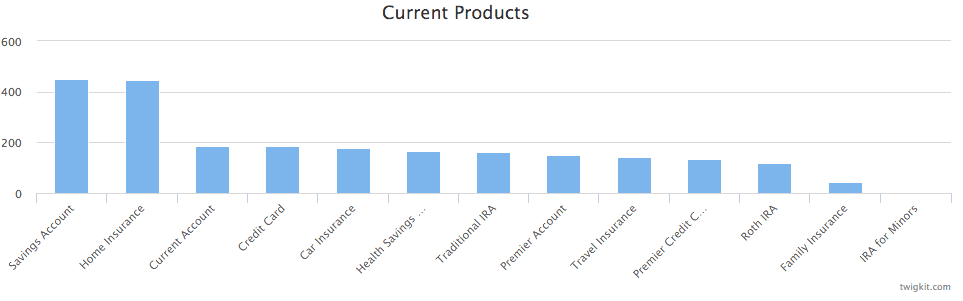 Current Products
600
400
200
0
Savings Account
Home Insurance
Current Account
Credit Card
Car Insurance
Health Savings ...
Traditional IRA
Premier Account
Travel Insurance
Premier Credit C...
Roth IRA
Family Insurance
IRA for Minors
twigkit.com